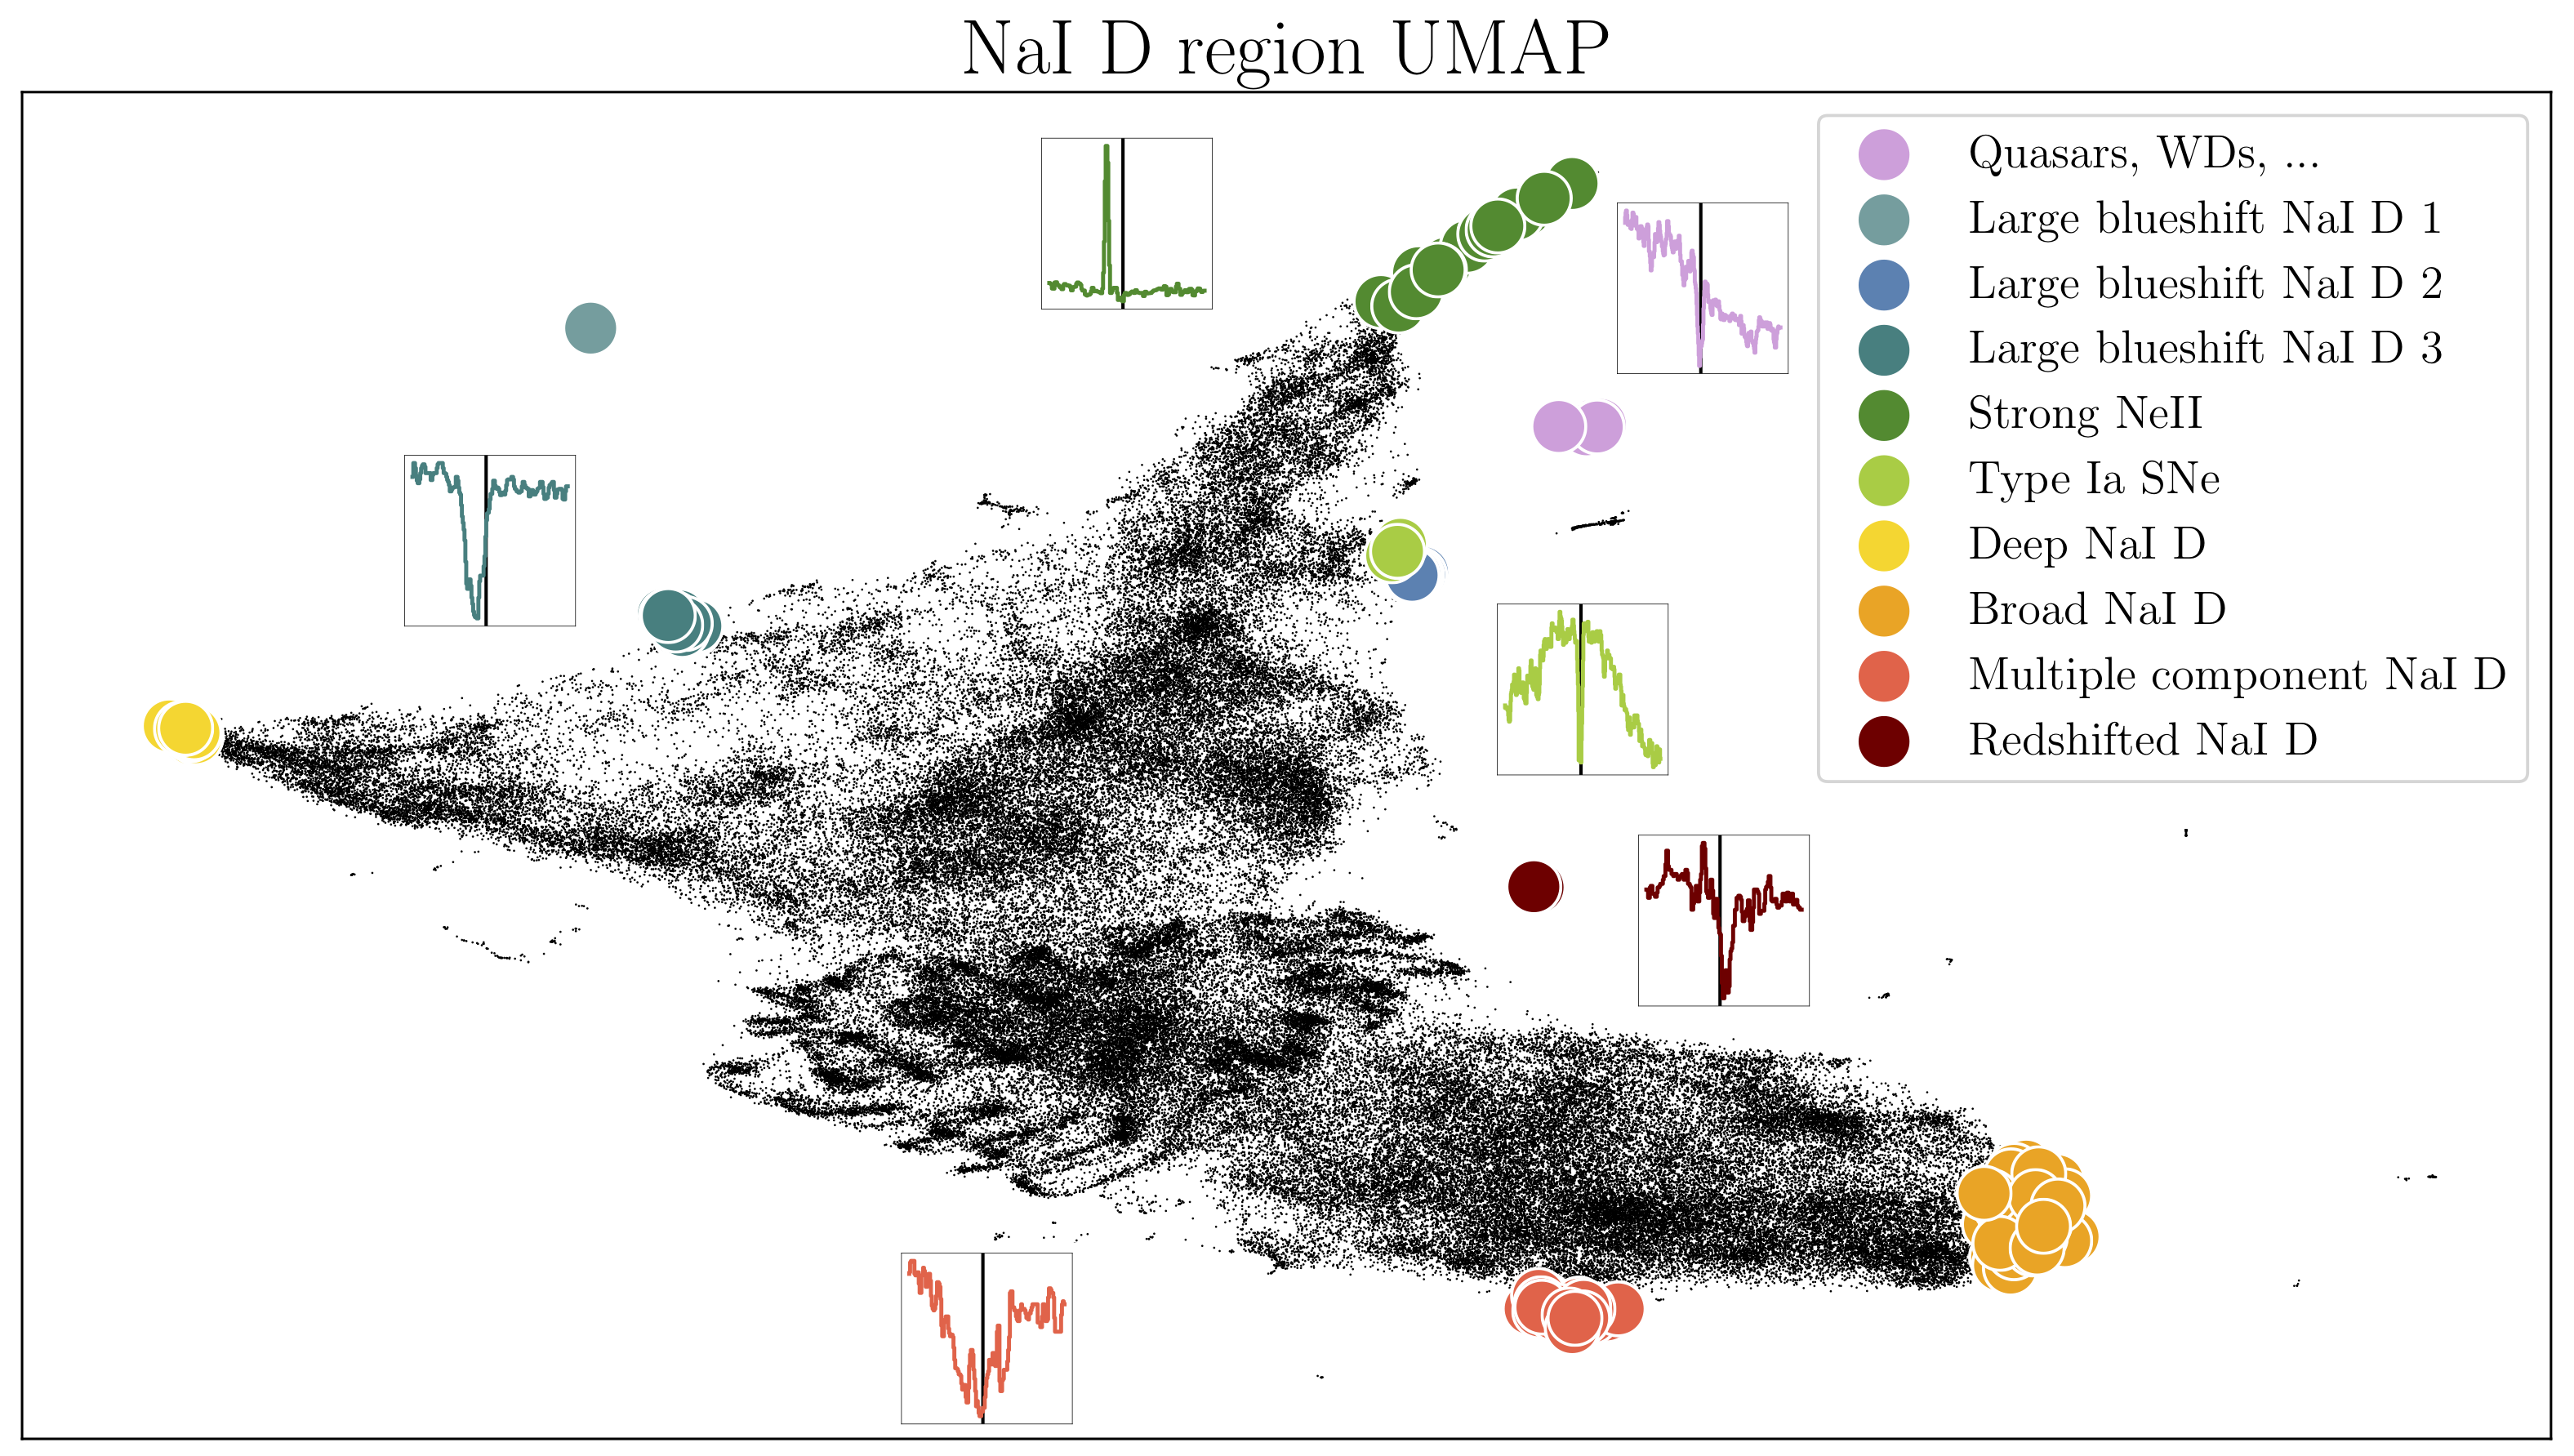 NaI D region UMAP
Quasars, WDs, ...
Large blueshift NaI D 1
Large blueshift NaI D 2
Large blueshift NaI D 3
Strong NeII
Type Ia SNe
Deep NaI D
Broad NaI D
Multiple component NaI D
Redshifted NaI D